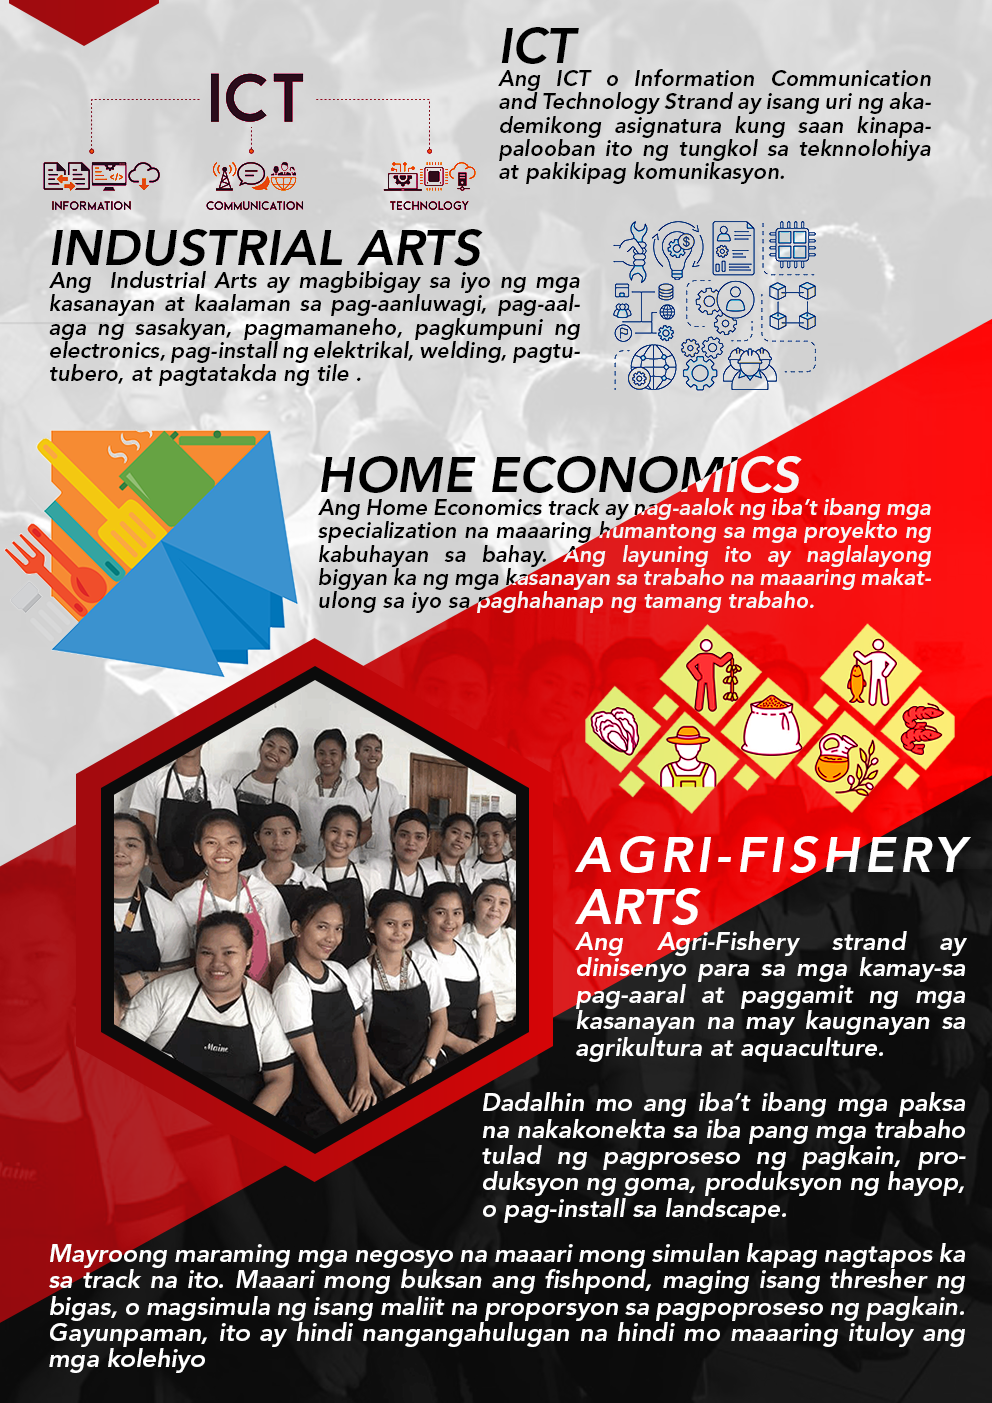 ICT
INFORMATION
COMMUNICATION
TECHNOLOGY
ICT
Ang ICT o Information Communication
and Technology Strand ay isang uri ng aka-
demikong asignatura kung saan kinapa-
palooban ito ng tungkol sa teknnolohiya
at pakikipag komunikasyon.
INDUSTRIAL ARTS
Ang Industrial Arts ay magbibigay sa iyo ng mga
kasanayan at kaalaman sa pag-aanluwagi, pag-aal-
aga ng sasakyan, pagmamaneho, pagkumpuni ng
electronics, pag-install ng elektrikal, welding, pagtu-
tubero, at pagtatakda ng tile .
HOME ECONOMICS
Ang Home Economics track ay nag-aalok ng iba't ibang mga
specialization na maaaring humantong sa mga proyekto ng
kabuhayan sa bahay. Ang layuning ito ay naglalayong
bigyan ka ng mga kasanayan sa trabaho na maaaring makat-
ulong sa iyo sa paghahanap ng tamang trabaho.
AGRI-FISHERY
ARTS
Ang Agri-Fishery strand ay
dinisenyo para sa mga kamay-sa
pag-aaral at paggamit ng mga
kasanayan na may kaugnayan sa
agrikultura at aquaculture.
Dadalhin mo ang iba't ibang mga paksa
na nakakonekta sa iba pang mga trabaho
tulad ng pagproseso ng pagkain, pro-
duksyon ng goma, produksyon ng hayop,
o pag-install sa landscape.
Maine
Maine
Mayroong maraming mga negosyo na maaari mong simulan kapag nagtapos ka
sa track na ito. Maaari mong buksan ang fishpond, maging isang thresher ng
bigas, o magsimula ng isang maliit na proporsyon sa pagpoproseso ng pagkain.
Gayunpaman, ito ay hindi nangangahulugan na hindi mo maaaring ituloy ang
mga kolehiyo